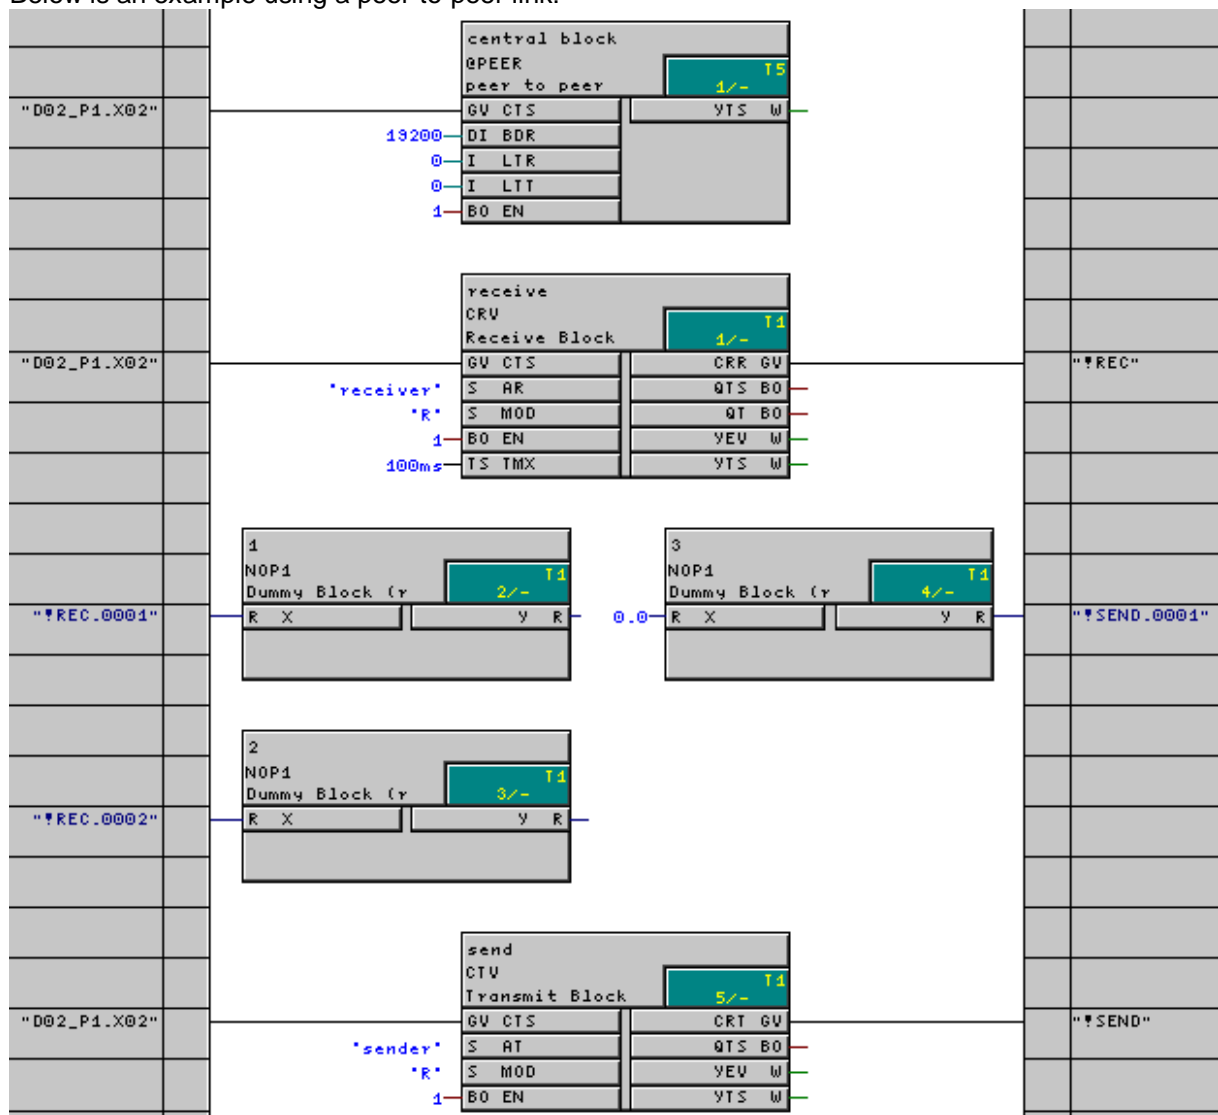 Below is an example using a peer to peer link.
central block
@PEER T5
peer to peer 1/-
"D02_P1.X02" GV CTS YTS W
19200 DI BDR
0 I LTR
0 I LTT
1 BO EN
receive
CRV T1
Receive Block 1/-
"D02_P1.X02" GV CTS CRR GV "!REC"
'receiver' S AR QTS BO
'R' S MOD QT BO
1 BO EN YEV W
100ms TS TMX YTS W
1 3
NOP1 T1 NOP1 T1
Dummy Block (r 2/- Dummy Block (r 4/-
"!REC.0001" R X Y R 0.0 R X Y R "!SEND.0001"
2
NOP1 T1
Dummy Block (r 3/-
"!REC.0002" R X Y R
send
CTV T1
Transmit Block 5/-
"D02_P1.X02" GV CTS CRT GV "!SEND"
'sender' S AT QTS BO
'R' S MOD YEV W
1 BO EN YTS W